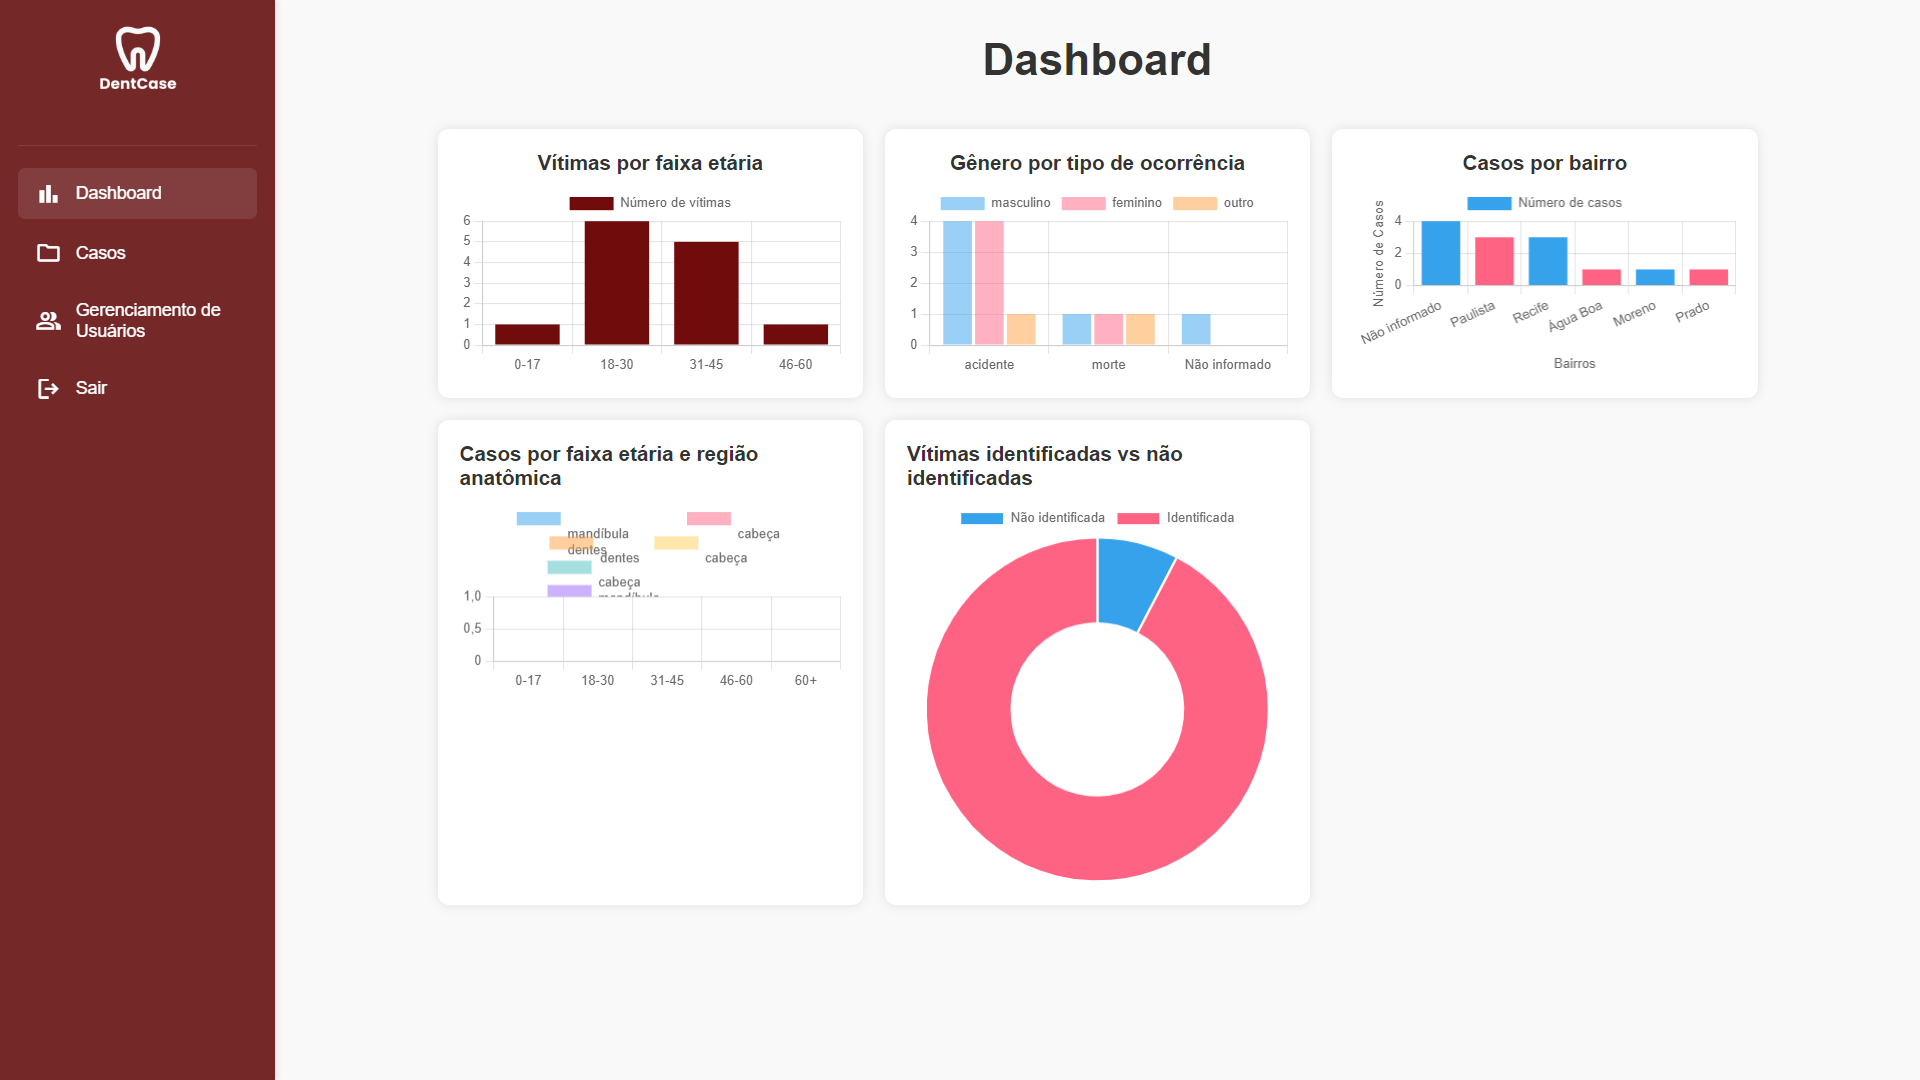 DentCase
Dashboard
Casos
Gerenciamento de
Usuários
Sair
Dashboard
Vítimas por faixa etária
Número de vítimas
6
5
4
3
2
1
0
0-17
18-30
31-45
46-60
Gênero por tipo de ocorrência
masculino
feminino
outro
4
3
2
1
0
acidente
morte
Não informado
Casos por bairro
Número de casos
Número de Casos
4
2
0
Não informado
Paulista
Recife
Água Boa
Moreno
Prado
Bairros
Casos por faixa etária e região
anatômica
mandíbula
dentes
cabeça
dentes
cabeça
cabeça
1,0
0,5
0
0-17
18-30
31-45
46-60
60+
Vítimas identificadas vs não
identificadas
Não identificada
Identificada